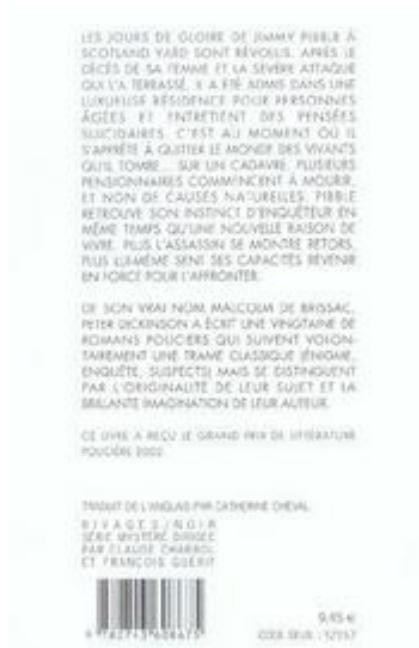 LES JOURS DE GLOIRE DE JIMMY PIBBLE À
SCOTLAND YARD SONT RÉVOLUS. APRÈS LE
DÉCÈS DE SA FEMME ET LA SÉVÈRE ATTAQUE
QUI L'A TERRASSÉ, IL A ÉTÉ ADMIS DANS UNE
LUXUEUSE RÉSIDENCE POUR PERSONNES
ÂGÉES ET ENTRETIENT DES PENSÉES
SUICIDAIRES. C'EST AU MOMENT OÙ IL
S'APPRÊTE À QUITTER LE MONDE DES VIVANTS
QU'IL TOMBE... SUR UN CADAVRE. PLUSIEURS
PENSIONNAIRES COMMENCENT À MOURIR,
ET NON DE CAUSES NATURELLES. PIBBLE
RETROUVE SON INSTINCT D'ENQUÊTEUR EN
MÊME TEMPS QU'UNE NOUVELLE RAISON DE
VIVRE. PLUS L'ASSASSIN SE MONTRE RETORS,
PLUS LUI-MÊME SENT SES CAPACITÉS REVENIR
EN FORCE POUR L'AFFRONTER.
DE SON VRAI NOM MALCOLM DE BRISSAC,
PETER DICKINSON A ÉCRIT UNE VINGTAINE DE
ROMANS POLICIERS QUI SUIVENT VOLON-
TAIREMENT UNE TRAME CLASSIQUE (ÉNIGME,
ENQUÊTE, SUSPECTS) MAIS SE DISTINGUENT
PAR L'ORIGINALITÉ DE LEUR SUJET ET LA
BRILLANTE IMAGINATION DE LEUR AUTEUR.
CE LIVRE A REÇU LE GRAND PRIX DE LITTÉRATURE
POLICIÈRE 2002
TRADUIT DE L'ANGLAIS PAR CATHERINE CHEVAL
RIVAGES/NOIR
SÉRIE MYSTÈRE DIRIGÉE
PAR CLAUDE CHABROL
ET FRANÇOIS GUÉRIF
9,45 €
9 782743 608675
CODE SEUIL :